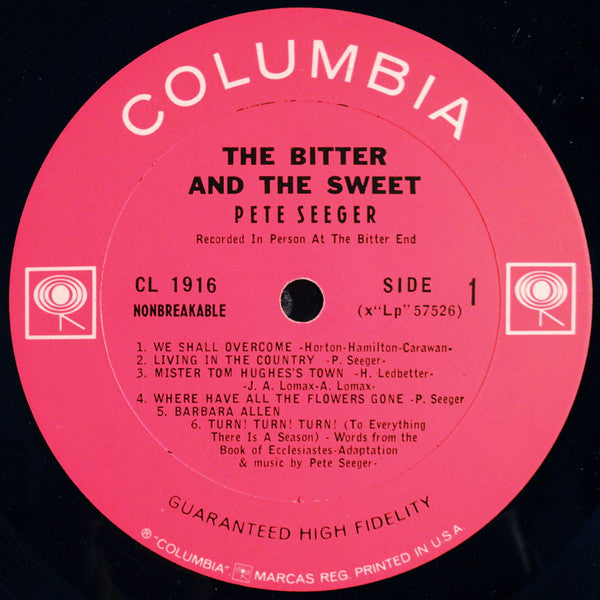 COLUMBIA
THE BITTER
AND THE SWEET
PETE SEEGER
Recorded In Person At The Bitter End
CL 1916
NONBREAKABLE
SIDE 1
(x"Lp" 57526)
1. WE SHALL OVERCOME -Horton-Hamilton-Carawan-
2. LIVING IN THE COUNTRY -P. Seeger-
3. MISTER TOM HUGHES'S TOWN -H. Ledbetter-
-J. A. Lomax-A. Lomax-
4. WHERE HAVE ALL THE FLOWERS GONE -P. Seeger
5. BARBARA ALLEN
6. TURN! TURN! TURN! (To Everything
There Is A Season) - Words from the
Book of Ecclesiastes-Adaptation
& music by Pete Seeger-
GUARANTEED HIGH FIDELITY
® "COLUMBIA", MARCAS REG. PRINTED IN U.S.A.